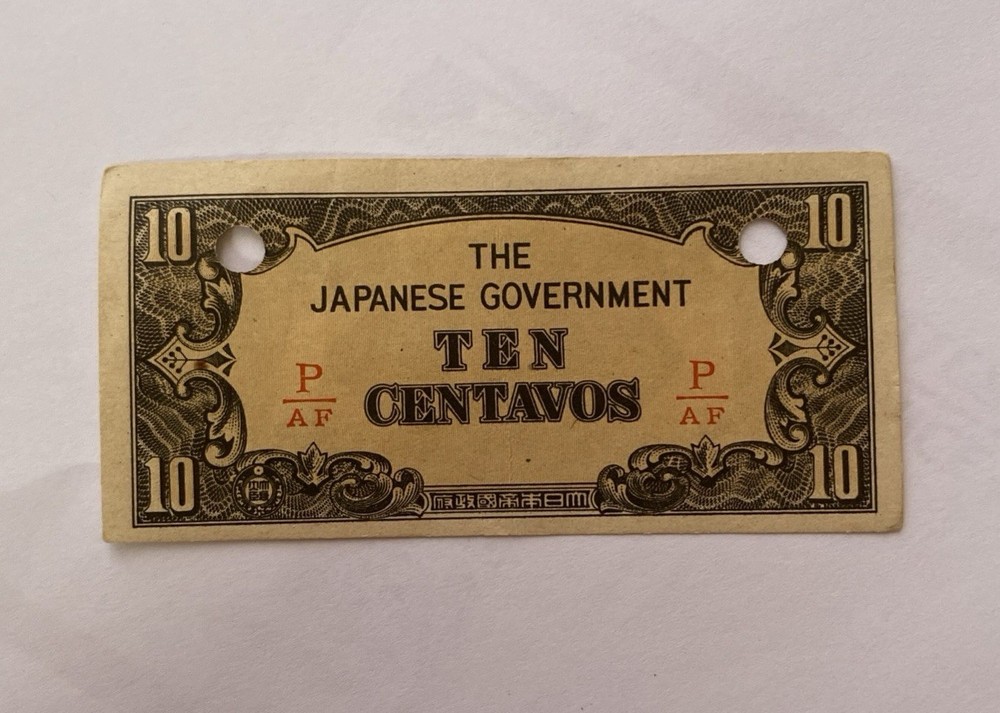 10 10
THE
JAPANESE GOVERNMENT
TEN
P P
AF AF
CENTAVOS
10 10
府政國帝本日大